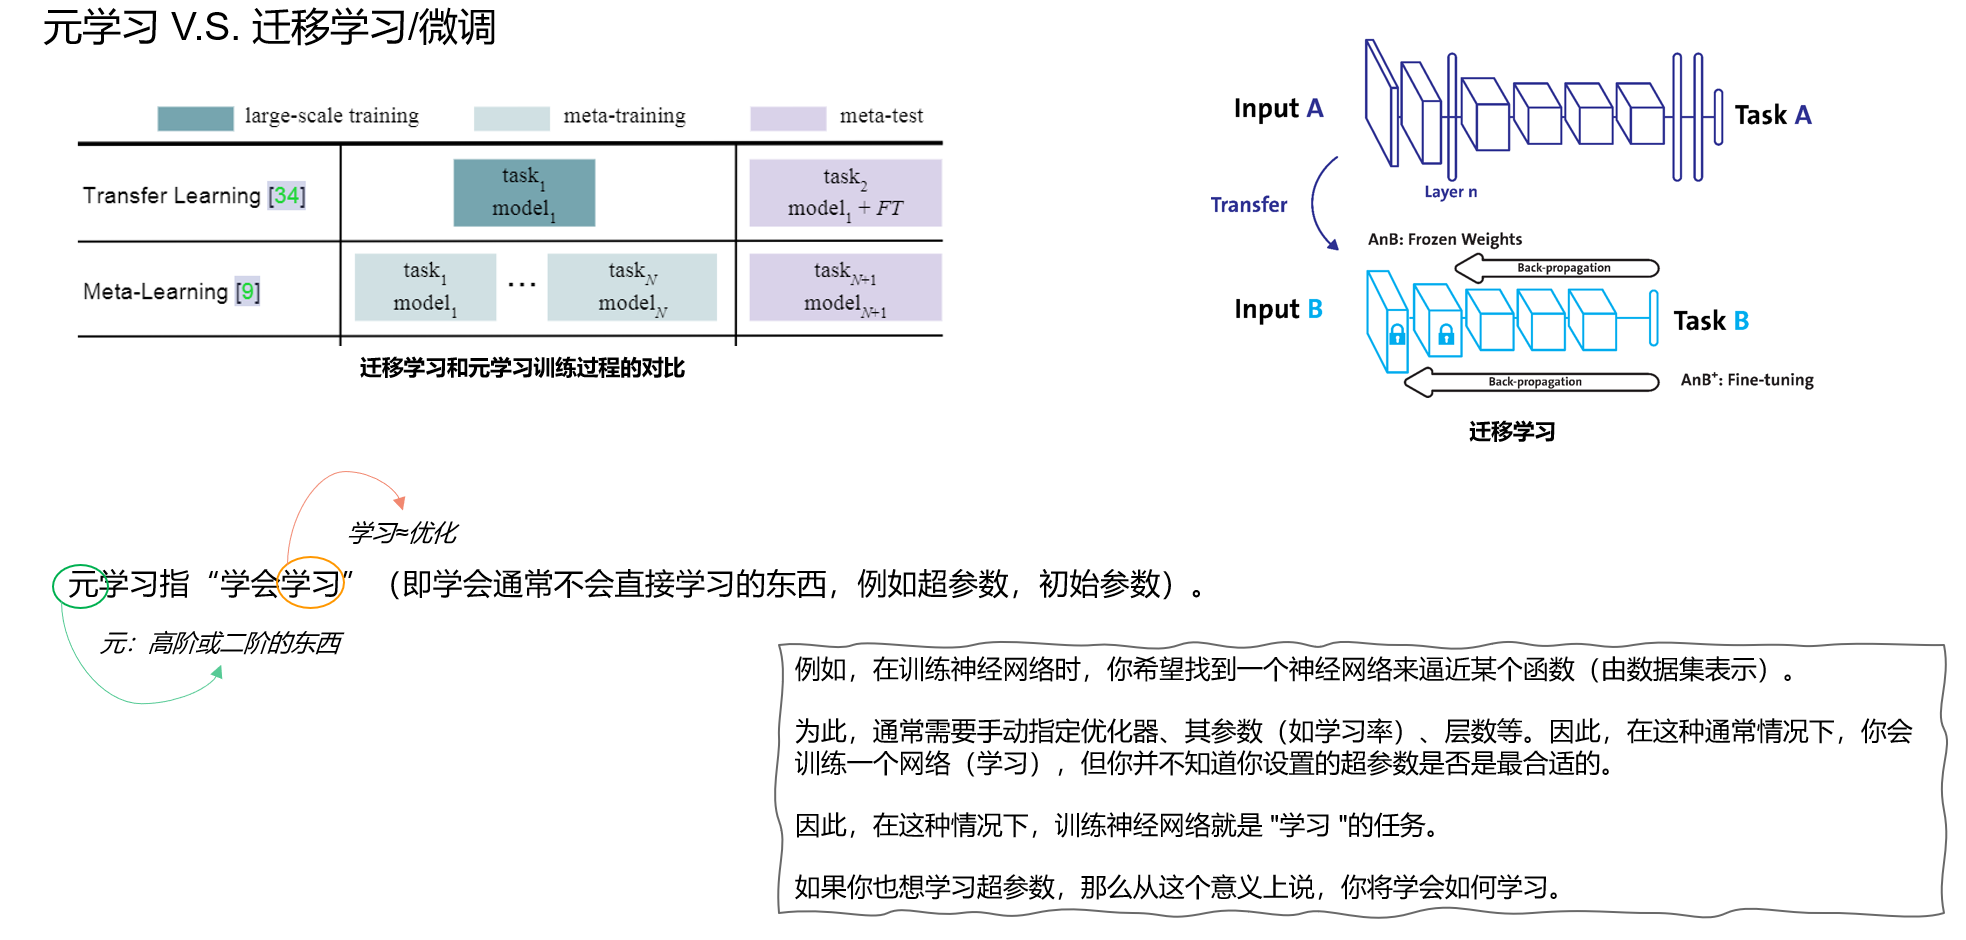 元学习 V.S. 迁移学习/微调
large-scale training
meta-training
meta-test
Transfer Learning [34]
task1
model1
task2
model1 + FT
Meta-Learning [9]
task1
model1
...
taskN
modelN
taskN+1
modelN+1
迁移学习和元学习训练过程的对比
Input A
Task A
Layer n
Transfer
AnB: Frozen Weights
Back-propagation
Input B
Task B
Back-propagation
AnB+: Fine-tuning
迁移学习
学习≈优化
元学习指“学会学习”（即学会通常不会直接学习的东西，例如超参数，初始参数）。
元：高阶或二阶的东西
例如，在训练神经网络时，你希望找到一个神经网络来逼近某个函数（由数据集表示）。
为此，通常需要手动指定优化器、其参数（如学习率）、层数等。因此，在这种通常情况下，你会
训练一个网络（学习），但你并不知道你设置的超参数是否是最合适的。
因此，在这种情况下，训练神经网络就是 "学习 "的任务。
如果你也想学习超参数，那么从这个意义上说，你将学会如何学习。